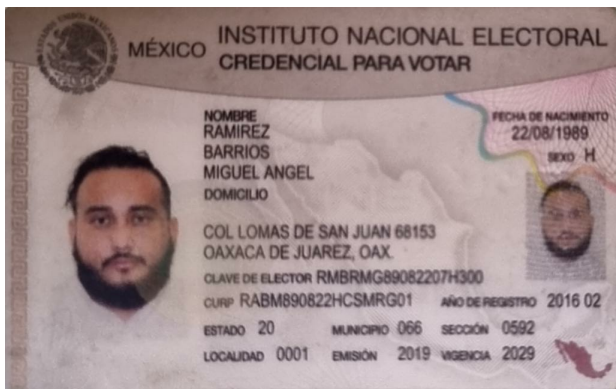 MÉXICO INSTITUTO NACIONAL ELECTORAL
CREDENCIAL PARA VOTAR
NOMBRE
RAMIREZ
BARRIOS
MIGUEL ANGEL
FECHA DE NACIMIENTO
22/08/1989
SEXO H
DOMICILIO
COL LOMAS DE SAN JUAN 68153
OAXACA DE JUAREZ, OAX.
CLAVE DE ELECTOR RMBRMG89082207H300
CURP RABM890822HCSMRG01 AÑO DE REGISTRO 2016 02
ESTADO 20 MUNICIPIO 066 SECCIÓN 0592
LOCALIDAD 0001 EMISIÓN 2019 VIGENCIA 2029